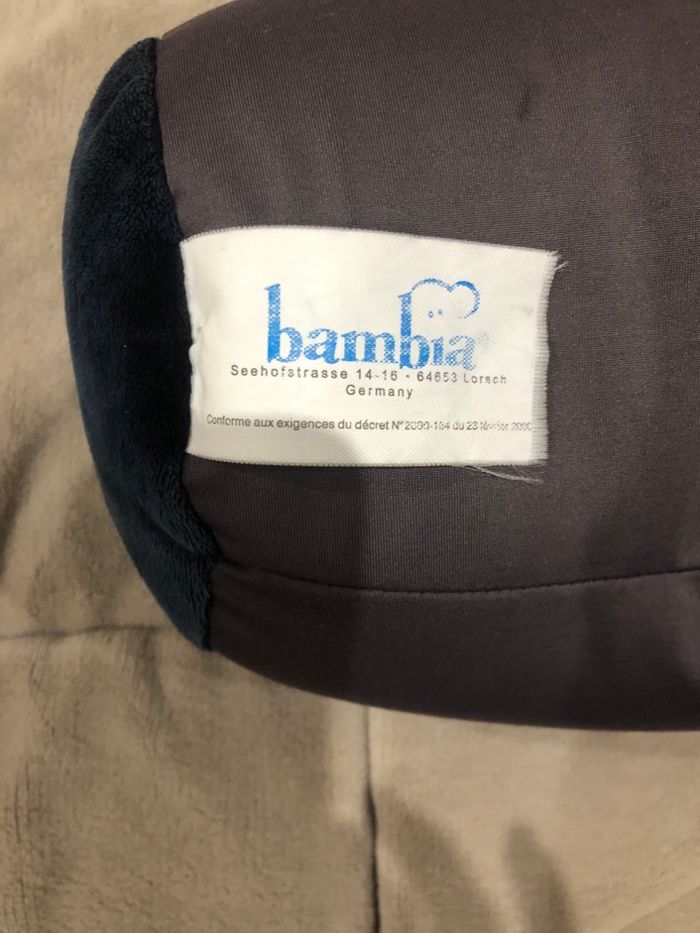 bambia
Seehofstrasse 14-16 · 64653 Lorsch
Germany
Conforme aux exigences du décret N° 2000-164 du 23 février 2000